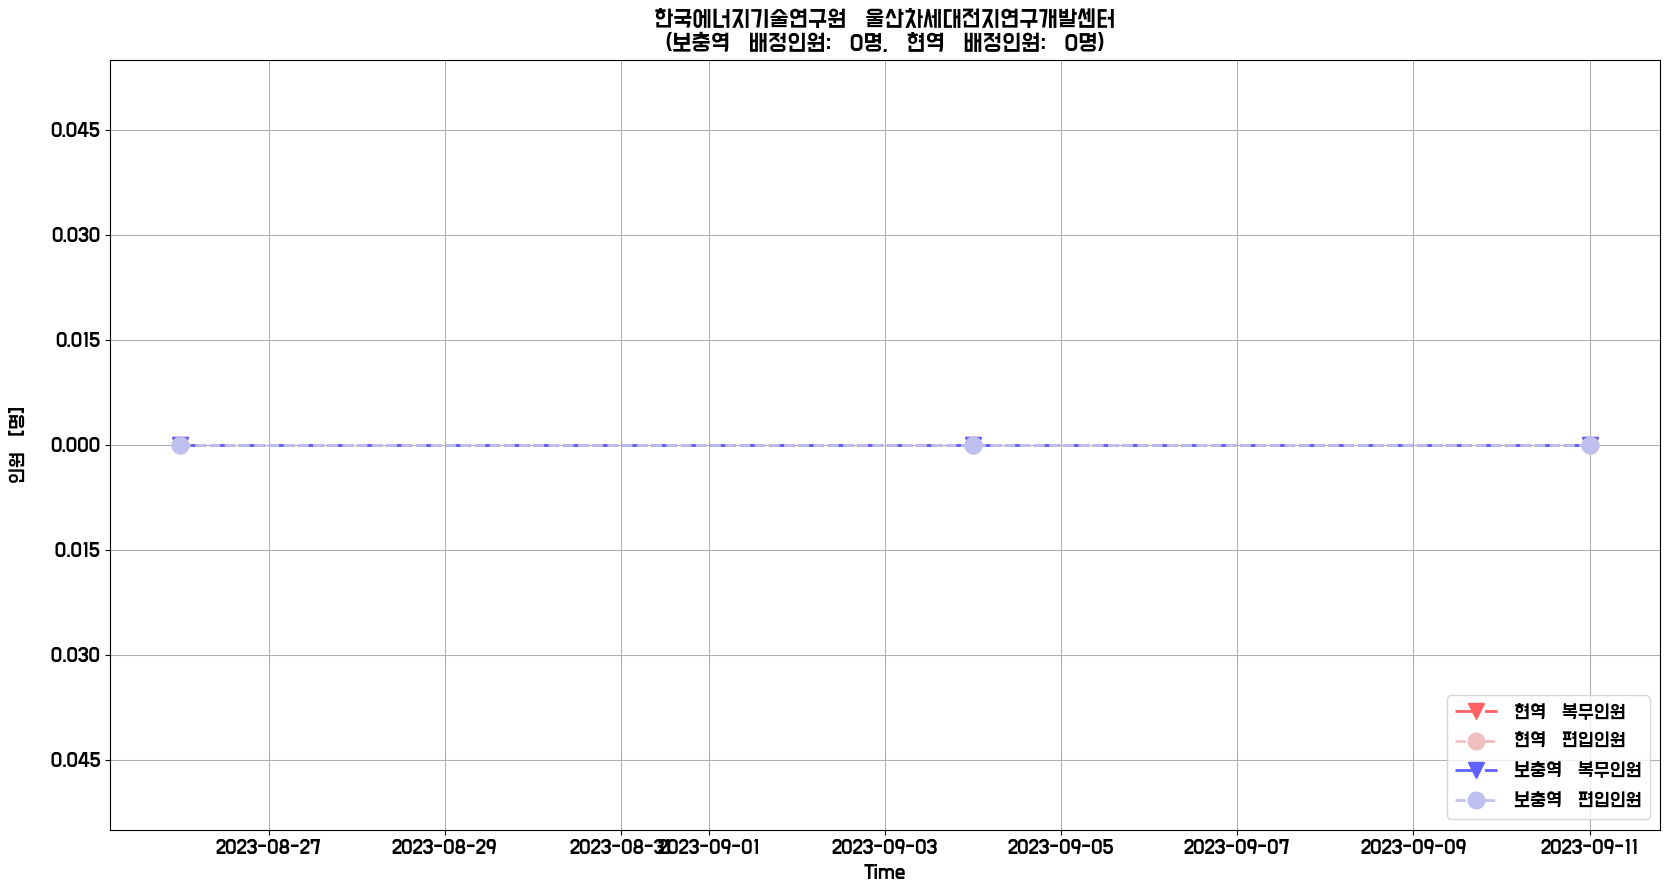 한국에너지기술연구원 울산차세대전지연구개발센터
(보충역 배정인원: 0명, 현역 배정인원: 0명)
인원 [명]
0.045
0.030
0.015
0.000
0.015
0.030
0.045
현역 복무인원
현역 편입인원
보충역 복무인원
보충역 편입인원
2023-08-27 2023-08-29 2023-08-31 2023-09-01 2023-09-03 2023-09-05 2023-09-07 2023-09-09 2023-09-11
Time